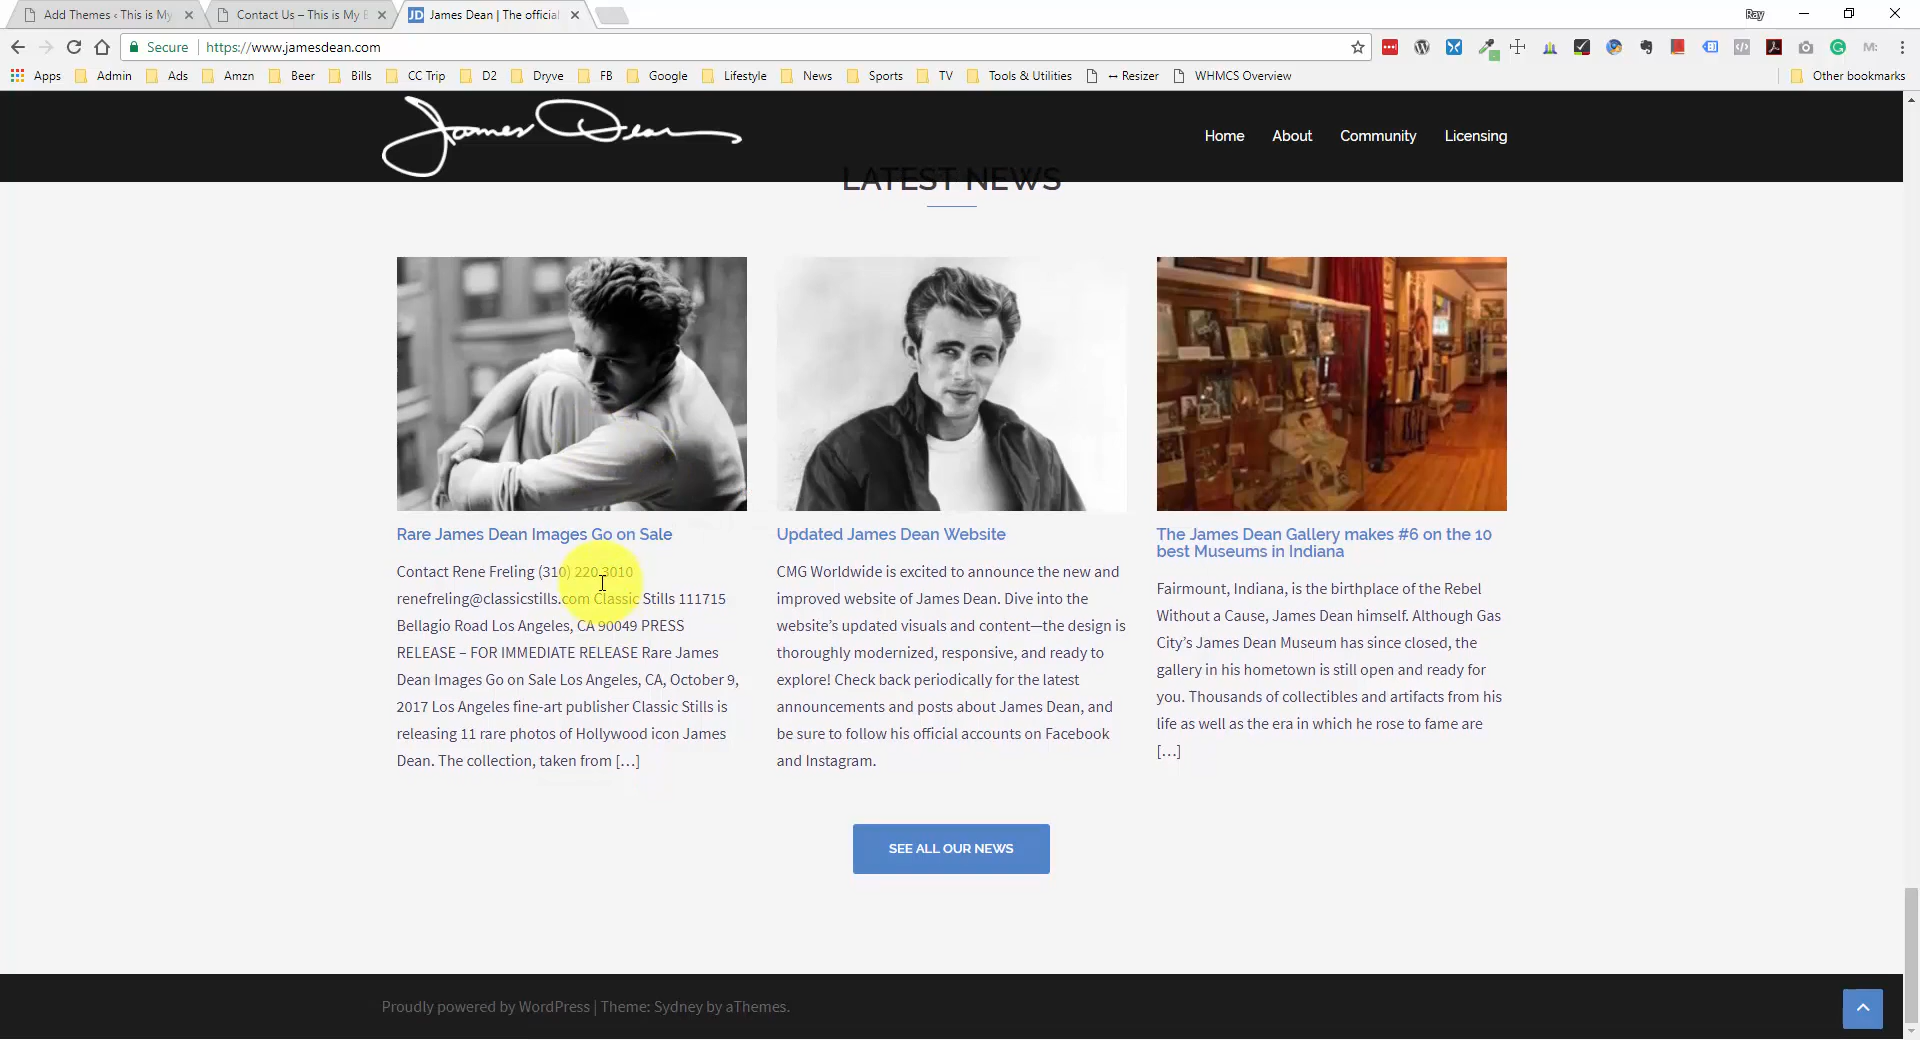 Add Themes ‹ This is My
Contact Us – This is My B
JD James Dean | The official
Ray
Secure https://www.jamesdean.com
Apps Admin Ads Amzn Beer Bills CC Trip D2 Dryve FB Google Lifestyle News Sports TV Tools & Utilities ↔ Resizer WHMCS Overview Other bookmarks
James Dean
Home About Community Licensing
LATEST NEWS
Rare James Dean Images Go on Sale
Contact Rene Freling (310) 220.3010
renefreling@classicstills.com Classic Stills 111715
Bellagio Road Los Angeles, CA 90049 PRESS
RELEASE – FOR IMMEDIATE RELEASE Rare James
Dean Images Go on Sale Los Angeles, CA, October 9,
2017 Los Angeles fine-art publisher Classic Stills is
releasing 11 rare photos of Hollywood icon James
Dean. The collection, taken from […]
Updated James Dean Website
CMG Worldwide is excited to announce the new and
improved website of James Dean. Dive into the
website’s updated visuals and content—the design is
thoroughly modernized, responsive, and ready to
explore! Check back periodically for the latest
announcements and posts about James Dean, and
be sure to follow his official accounts on Facebook
and Instagram.
The James Dean Gallery makes #6 on the 10
best Museums in Indiana
Fairmount, Indiana, is the birthplace of the Rebel
Without a Cause, James Dean himself. Although Gas
City’s James Dean Museum has since closed, the
gallery in his hometown is still open and ready for
you. Thousands of collectibles and artifacts from his
life as well as the era in which he rose to fame are
[…]
SEE ALL OUR NEWS
Proudly powered by WordPress | Theme: Sydney by aThemes.